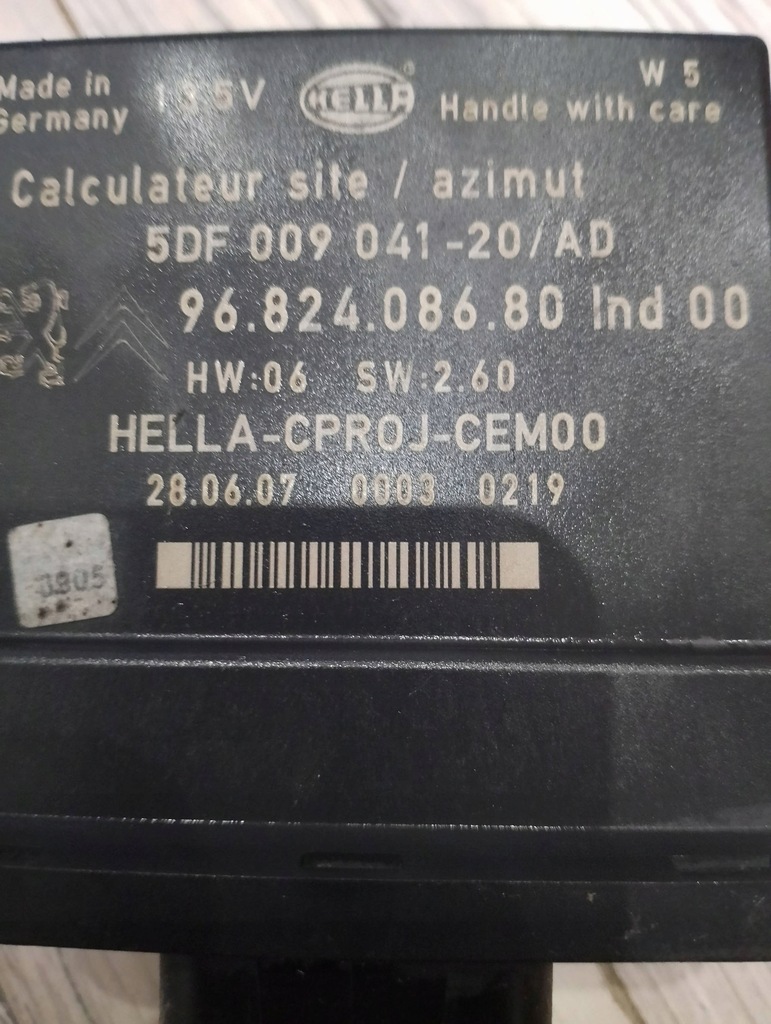 Made in
Germany
13.5V
HELLA
W 5
Handle with care
Calculateur site / azimut
5DF 009 041-20/AD
96.824.086.80 Ind 00
HW:06 SW:2.60
HELLA-CPROJ-CEM00
28.06.07 0003 0219